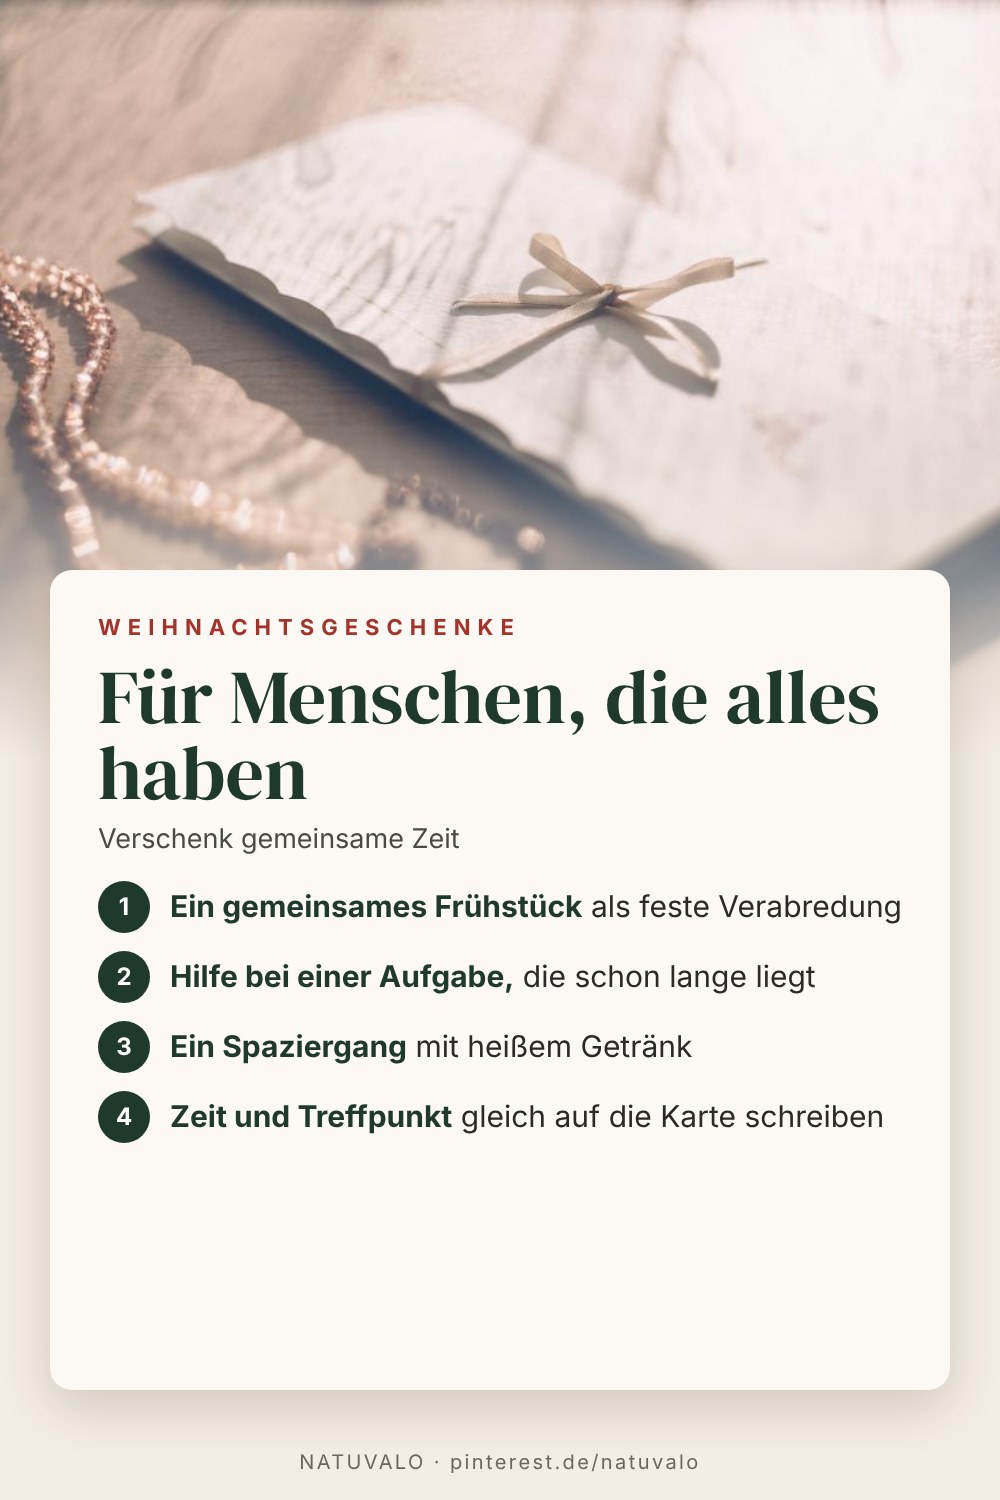 WEIHNACHTSGESCHENKE
Für Menschen, die alles
haben
Verschenk gemeinsame Zeit
1 Ein gemeinsames Frühstück als feste Verabredung
2 Hilfe bei einer Aufgabe, die schon lange liegt
3 Ein Spaziergang mit heißem Getränk
4 Zeit und Treffpunkt gleich auf die Karte schreiben
NATUVALO · pinterest.de/natuvalo